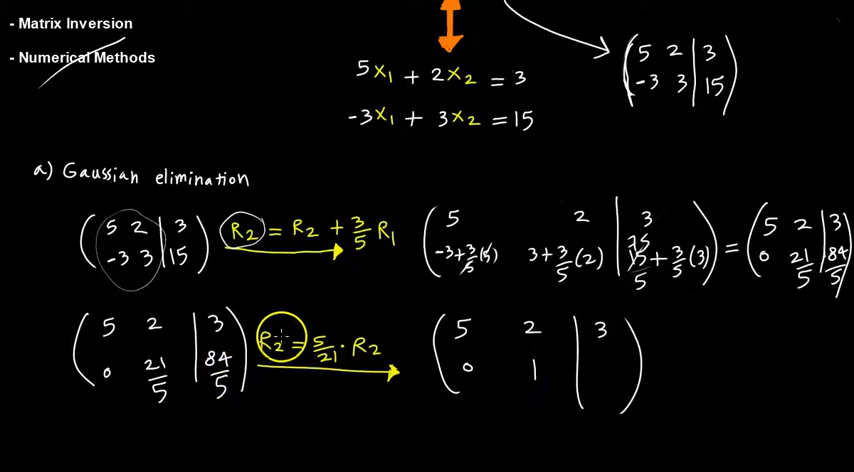 - Matrix Inversion
- Numerical Methods
( 5 2 | 3
-3 3 | 15 )
5x₁ + 2x₂ = 3
-3x₁ + 3x₂ = 15
a) Gaussian elimination
( 5 2 | 3
-3 3 | 15 )
R₂ = R₂ + 3/5 R₁
( 5 2 | 3
-3+3/5(5) 3+3/5(2) | 75/5+3/5(3) )
=
( 5 2 | 3
0 21/5 | 84/5 )
( 5 2 | 3
0 21/5 | 84/5 )
R₂ = 5/21 · R₂
( 5 2 | 3
0 1 | )